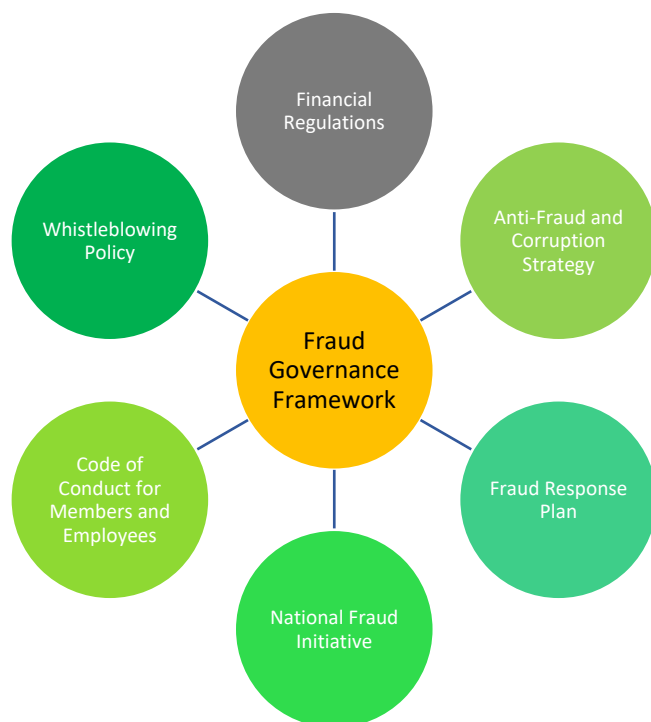 Financial
Regulations
Whistleblowing
Policy
Anti-Fraud and
Corruption
Strategy
Fraud
Governance
Framework
Code of
Conduct for
Members and
Employees
Fraud Response
Plan
National Fraud
Initiative